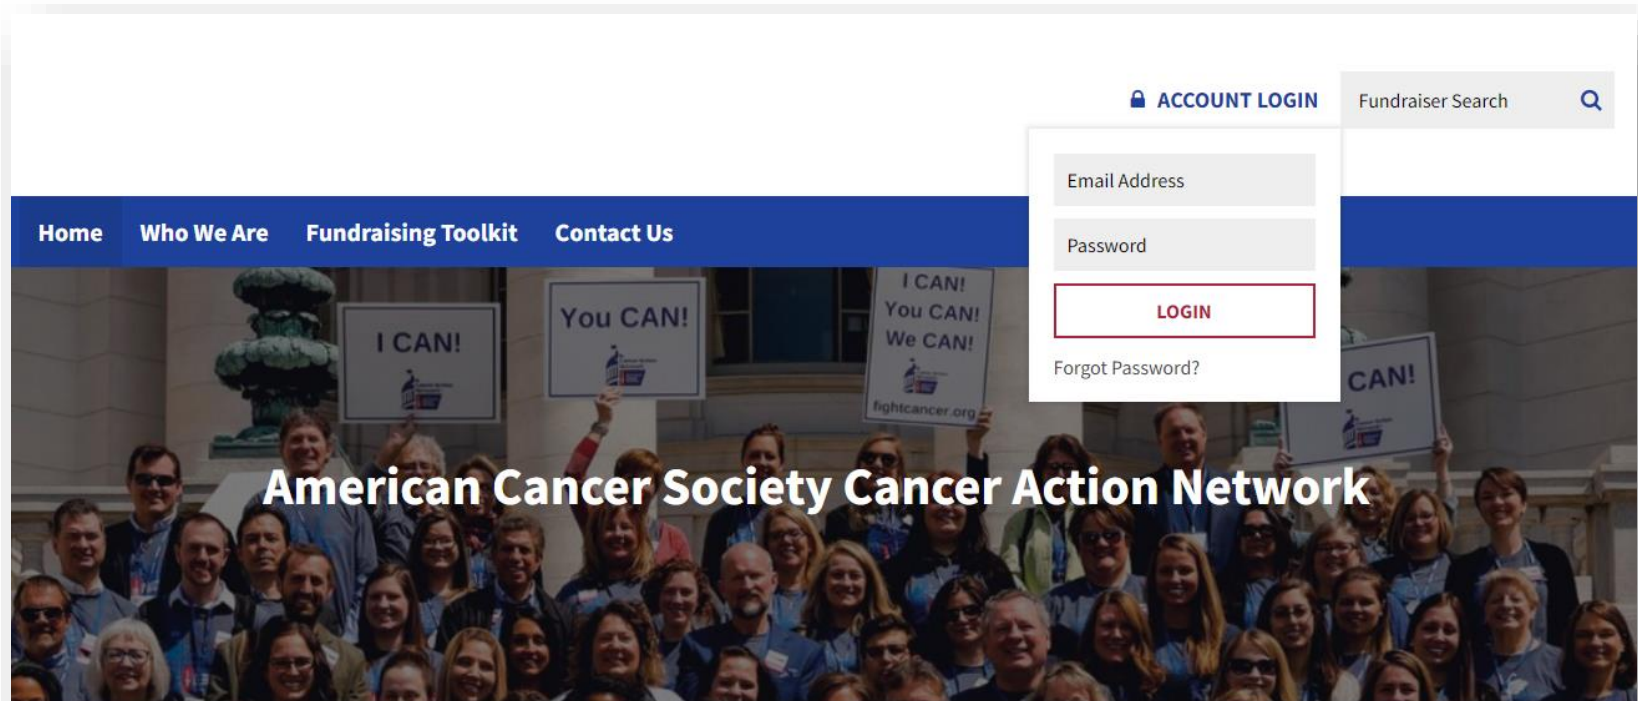 ACCOUNT LOGIN
Fundraiser Search
Email Address
Password
LOGIN
Forgot Password?
Home
Who We Are
Fundraising Toolkit
Contact Us
I CAN!
You CAN!
I CAN!
You CAN!
We CAN!
fightcancer.org
CAN!
American Cancer Society Cancer Action Network